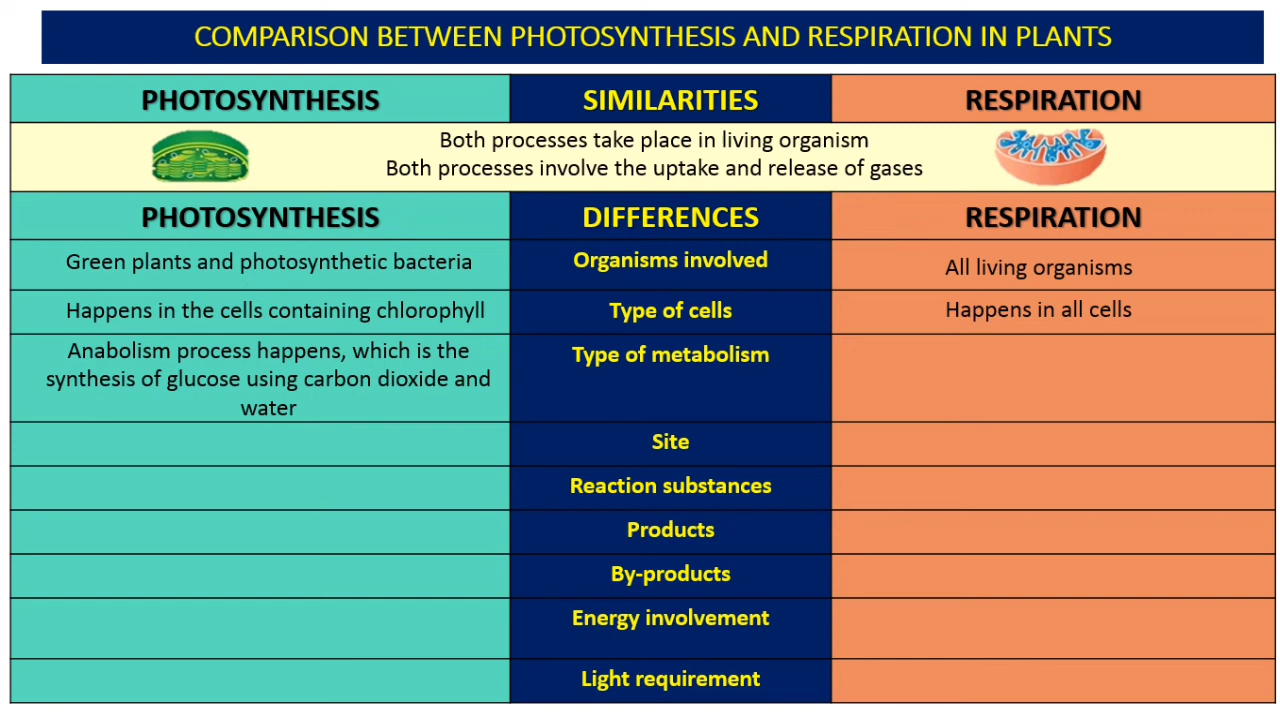 COMPARISON BETWEEN PHOTOSYNTHESIS AND RESPIRATION IN PLANTS
PHOTOSYNTHESIS SIMILARITIES RESPIRATION
Both processes take place in living organism
Both processes involve the uptake and release of gases
PHOTOSYNTHESIS DIFFERENCES RESPIRATION
Green plants and photosynthetic bacteria Organisms involved All living organisms
Happens in the cells containing chlorophyll Type of cells Happens in all cells
Anabolism process happens, which is the Type of metabolism
synthesis of glucose using carbon dioxide and
water
Site
Reaction substances
Products
By-products
Energy involvement
Light requirement